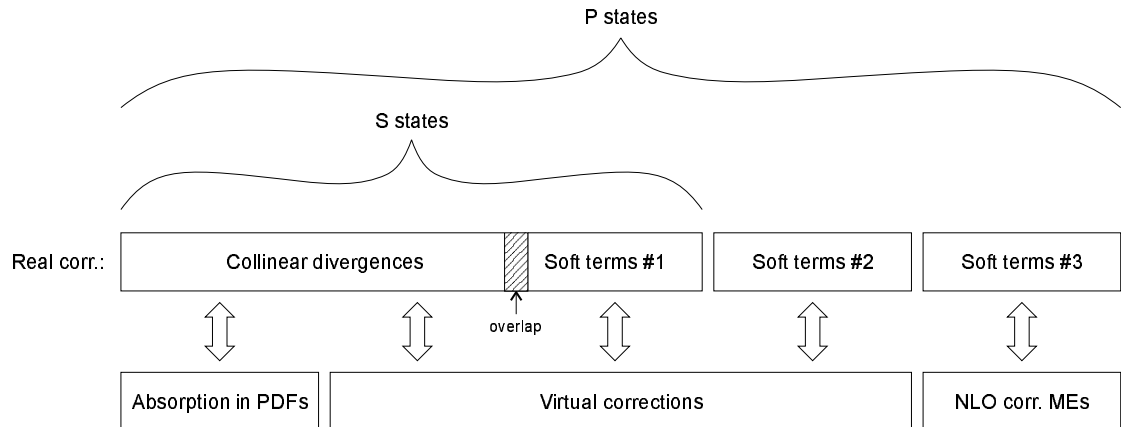 P states
S states
Real corr.: Collinear divergences Soft terms #1 Soft terms #2 Soft terms #3
overlap
Absorption in PDFs Virtual corrections NLO corr. MEs